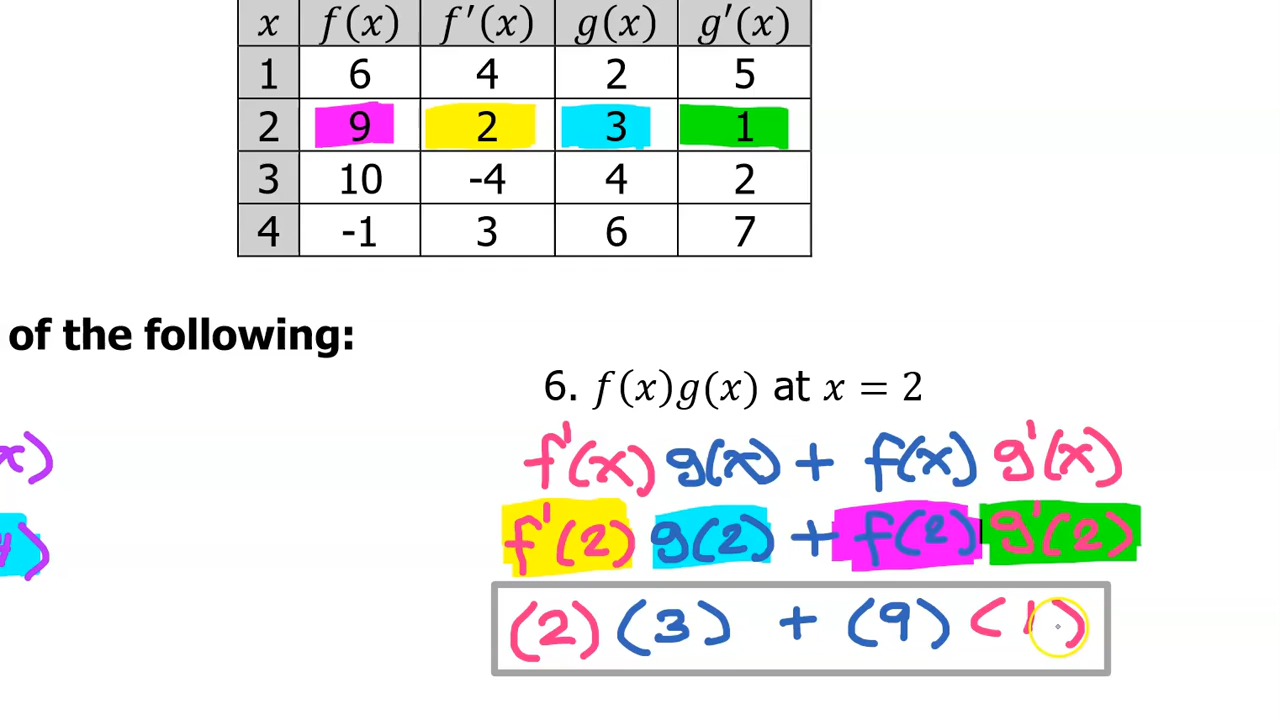 x f(x) f′(x) g(x) g′(x)
1 6 4 2 5
2 9 2 3 1
3 10 -4 4 2
4 -1 3 6 7
of the following:
6. f(x)g(x) at x = 2
x)
f'(x) g(x) + f(x) g'(x)
4)
f'(2) g(2) + f(2) g'(2)
(2) (3) + (9) (1)